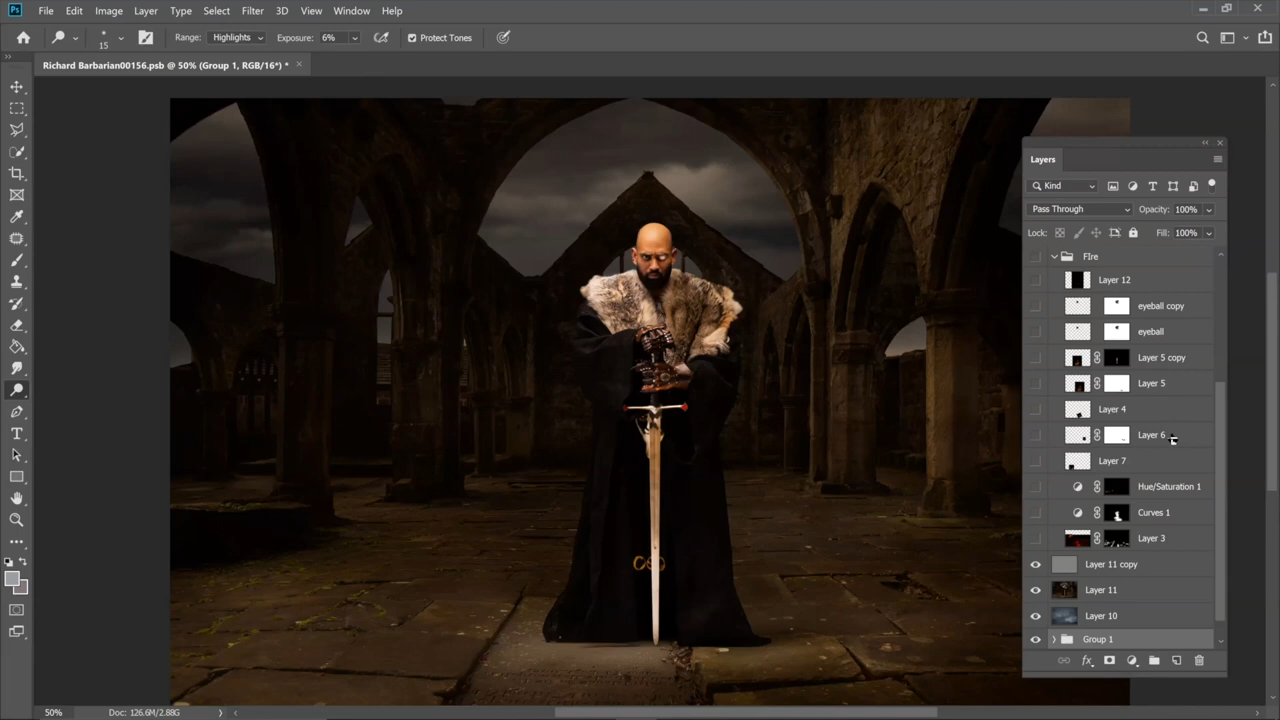 Ps File Edit Image Layer Type Select Filter 3D View Window Help
15 Range: Highlights Exposure: 6% Protect Tones
Richard Barbarian00156.psb @ 50% (Group 1, RGB/16*) *
Layers
Kind
Pass Through Opacity: 100%
Lock: Fill: 100%
FIre
Layer 12
eyeball copy
eyeball
Layer 5 copy
Layer 5
Layer 4
Layer 6
Layer 7
Hue/Saturation 1
Curves 1
Layer 3
Layer 11 copy
Layer 11
Layer 10
Group 1
fx
50% Doc: 126.6M/2.88G